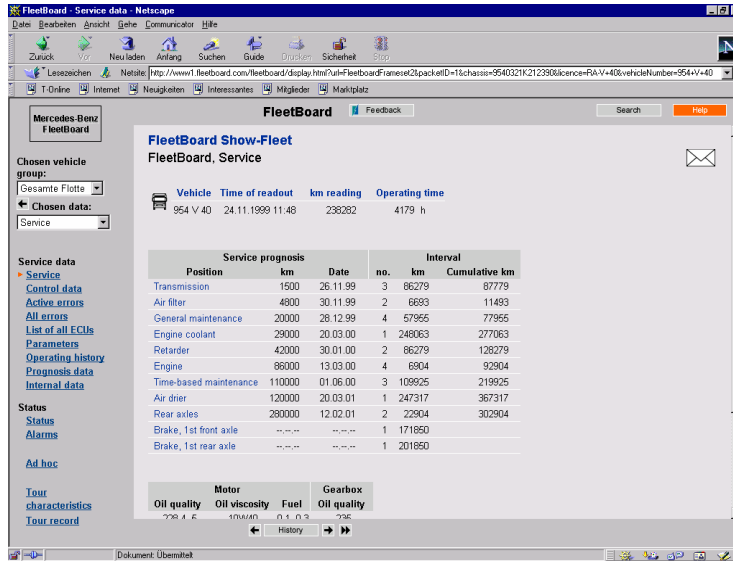 FleetBoard - Service data - Netscape
Datei Bearbeiten Ansicht Gehe Communicator Hilfe
Zurück Vor Neu laden Anfang Suchen Guide Drucken Sicherheit Stop
Lesezeichen Netsite: http://www1.fleetboard.com/fleetboard/display.html?url=FleetboardFrameset2&packetID=1&chassis=9540321K212390&licence=RA-V+40&vehicleNumber=954+V+40
T-Online Internet Neuigkeiten Interessantes Mitglieder Marktplatz
Mercedes-Benz
FleetBoard
FleetBoard Feedback Search Help
FleetBoard Show-Fleet
FleetBoard, Service
Chosen vehicle
group:
Gesamte Flotte
Chosen data:
Service
Vehicle Time of readout km reading Operating time
954 V 40 24.11.1999 11:48 238282 4179 h
Service data
Service
Control data
Active errors
All errors
List of all ECUs
Parameters
Operating history
Prognosis data
Internal data
Status
Status
Alarms
Ad hoc
Tour
characteristics
Tour record
Service prognosis Interval
Position km Date no. km Cumulative km
Transmission 1500 26.11.99 3 86279 87779
Air filter 4800 30.11.99 2 6693 11493
General maintenance 20000 28.12.99 4 57955 77955
Engine coolant 29000 20.03.00 1 248063 277063
Retarder 42000 30.01.00 2 86279 128279
Engine 86000 13.03.00 4 6904 92904
Time-based maintenance 110000 01.06.00 3 109925 219925
Air drier 120000 20.03.01 1 247317 367317
Rear axles 280000 12.02.01 2 22904 302904
Brake, 1st front axle --.--.-- 1 171850
Brake, 1st rear axle --.--.-- 1 201850
Motor Gearbox
Oil quality Oil viscosity Fuel Oil quality
10W40 235
History
Dokument: Übermittelt